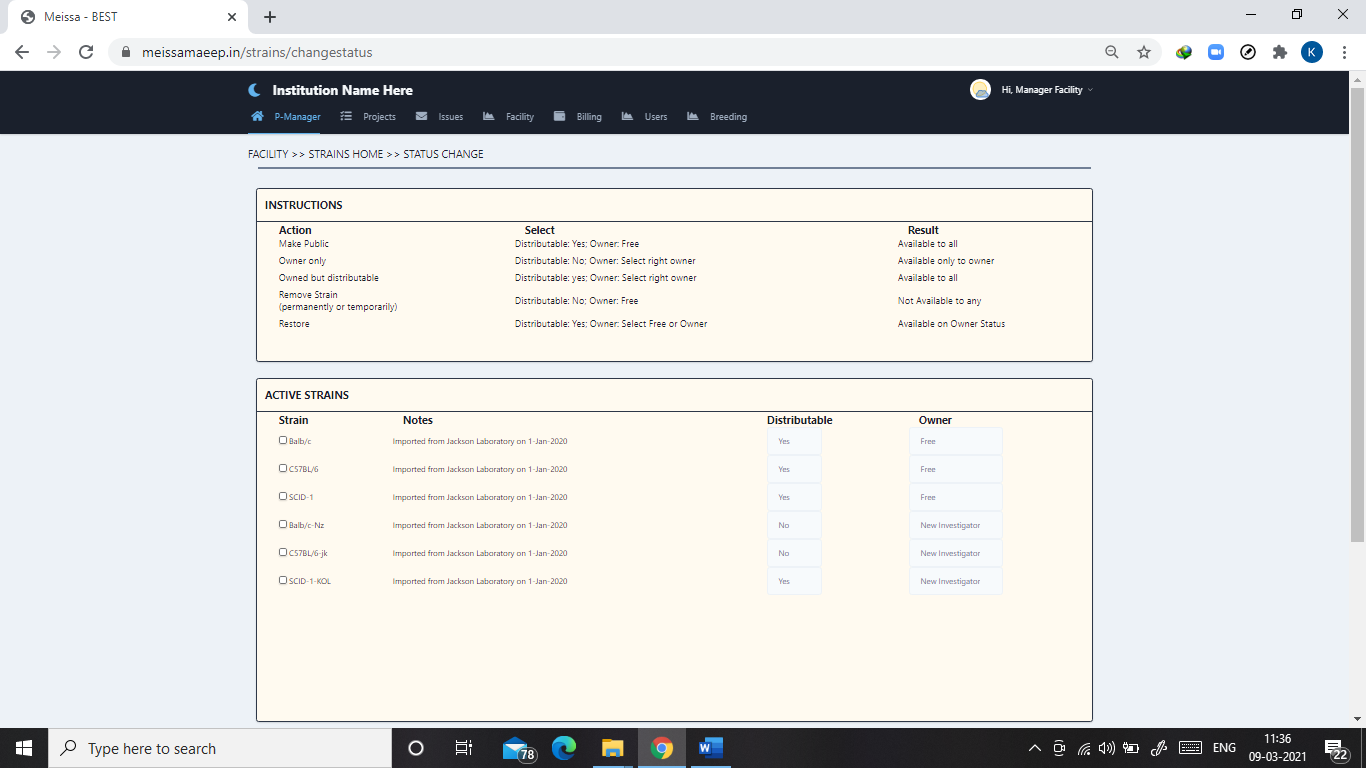 Meissa - BEST
meissamaeep.in/strains/changestatus
K
Institution Name Here
Hi, Manager Facility
P-Manager Projects Issues Facility Billing Users Breeding
FACILITY >> STRAINS HOME >> STATUS CHANGE
INSTRUCTIONS
Action Select Result
Make Public Distributable: Yes; Owner: Free Available to all
Owner only Distributable: No; Owner: Select right owner Available only to owner
Owned but distributable Distributable: yes; Owner: Select right owner Available to all
Remove Strain
(permanently or temporarily) Distributable: No; Owner: Free Not Available to any
Restore Distributable: Yes; Owner: Select Free or Owner Available on Owner Status
ACTIVE STRAINS
Strain Notes Distributable Owner
Balb/c Imported from Jackson Laboratory on 1-Jan-2020 Yes Free
C57BL/6 Imported from Jackson Laboratory on 1-Jan-2020 Yes Free
SCID-1 Imported from Jackson Laboratory on 1-Jan-2020 Yes Free
Balb/c-Nz Imported from Jackson Laboratory on 1-Jan-2020 No New Investigator
C57BL/6-jk Imported from Jackson Laboratory on 1-Jan-2020 No New Investigator
SCID-1-KOL Imported from Jackson Laboratory on 1-Jan-2020 Yes New Investigator
Type here to search
78
W
ENG
11:36
09-03-2021
22